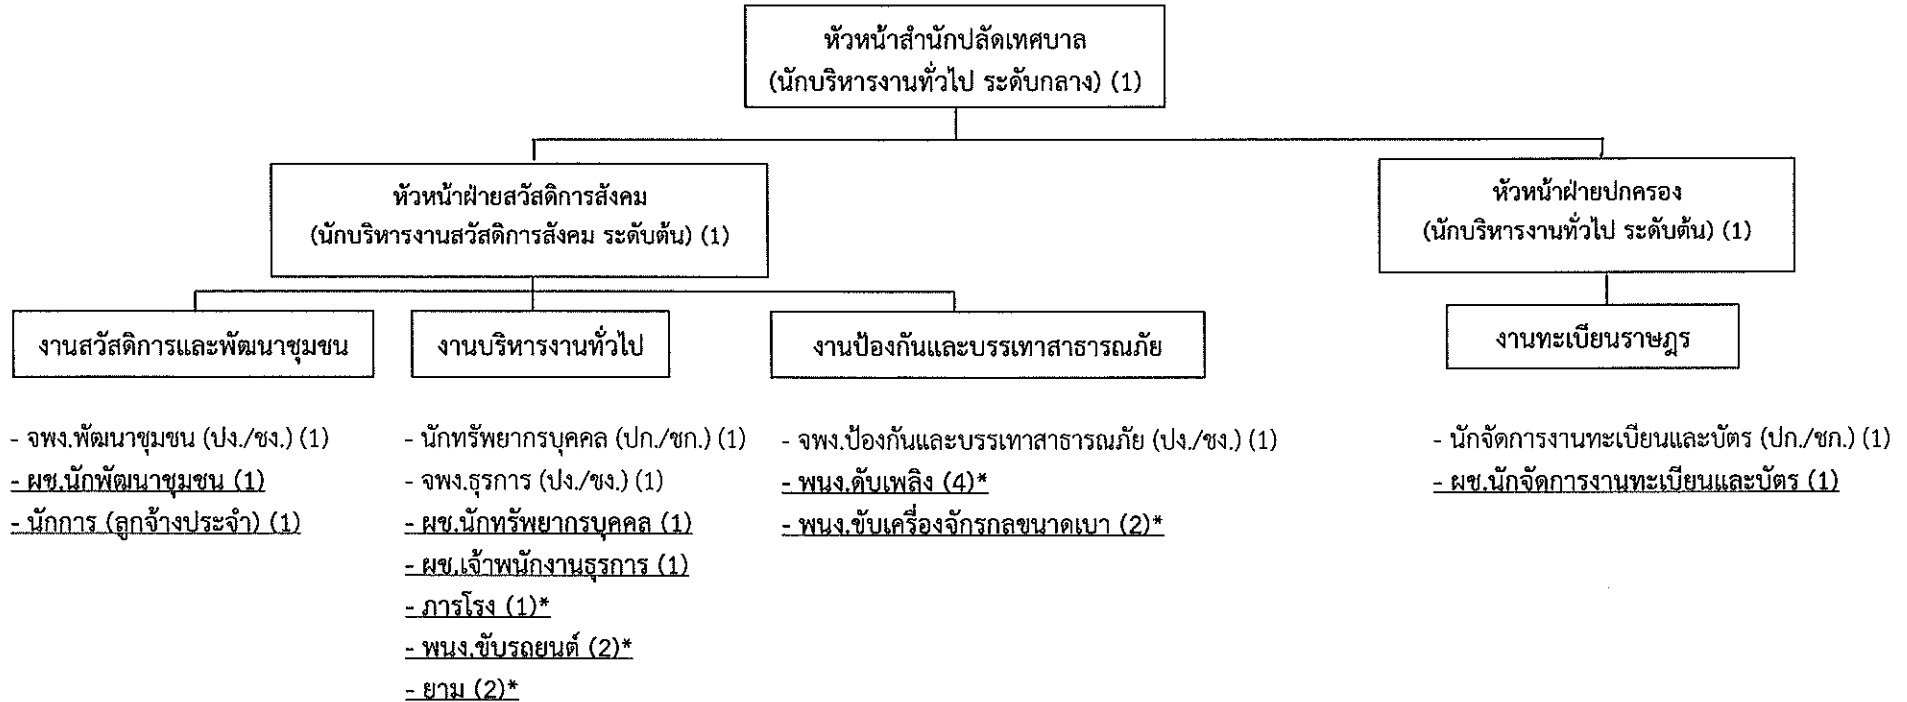 หัวหน้าสำนักปลัดเทศบาล
(นักบริหารงานทั่วไป ระดับกลาง) (1)
หัวหน้าฝ่ายสวัสดิการสังคม
(นักบริหารงานสวัสดิการสังคม ระดับต้น) (1)
หัวหน้าฝ่ายปกครอง
(นักบริหารงานทั่วไป ระดับต้น) (1)
งานสวัสดิการและพัฒนาชุมชน
- จพง.พัฒนาชุมชน (ปง./ชง.) (1)
- ผช.นักพัฒนาชุมชน (1)
- นักการ (ลูกจ้างประจำ) (1)
งานบริหารงานทั่วไป
- นักทรัพยากรบุคคล (ปก./ชก.) (1)
- จพง.ธุรการ (ปง./ชง.) (1)
- ผช.นักทรัพยากรบุคคล (1)
- ผช.เจ้าพนักงานธุรการ (1)
- ภารโรง (1)*
- พนง.ขับรถยนต์ (2)*
- ยาม (2)*
งานป้องกันและบรรเทาสาธารณภัย
- จพง.ป้องกันและบรรเทาสาธารณภัย (ปง./ชง.) (1)
- พนง.ดับเพลิง (4)*
- พนง.ขับเครื่องจักรกลขนาดเบา (2)*
งานทะเบียนราษฎร
- นักจัดการงานทะเบียนและบัตร (ปก./ชก.) (1)
- ผช.นักจัดการงานทะเบียนและบัตร (1)